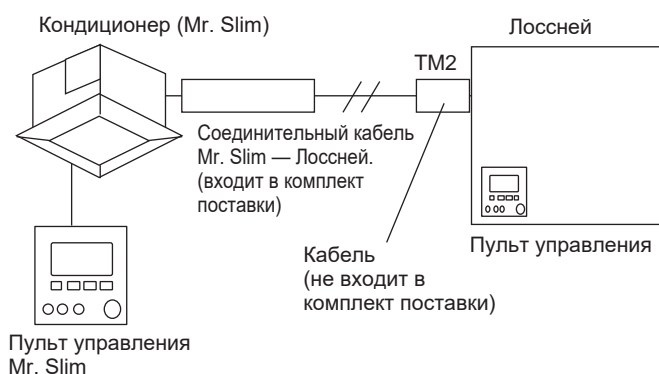 Кондиционер (Mr. Slim)
Лоссней
TM2
Соединительный кабель
Mr. Slim — Лоссней.
(входит в комплект
поставки)
Кабель
(не входит в
комплект поставки)
Пульт управления
Пульт управления
Mr. Slim